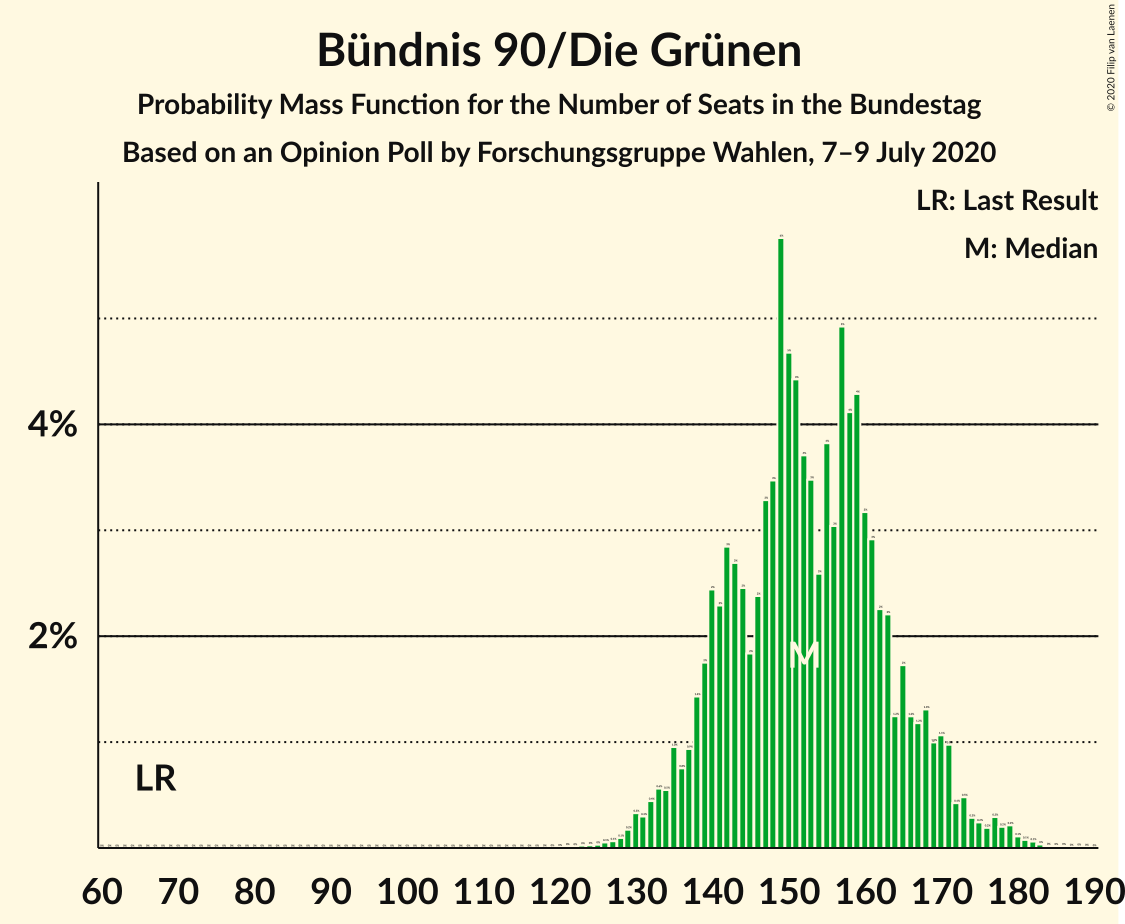 Bündnis 90/Die Grünen
Probability Mass Function for the Number of Seats in the Bundestag
Based on an Opinion Poll by Forschungsgruppe Wahlen, 7–9 July 2020
© 2020 Filip van Laenen
LR: Last Result
M: Median
4%
2%
M
LR
60 70 80 90 100 110 120 130 140 150 160 170 180 190